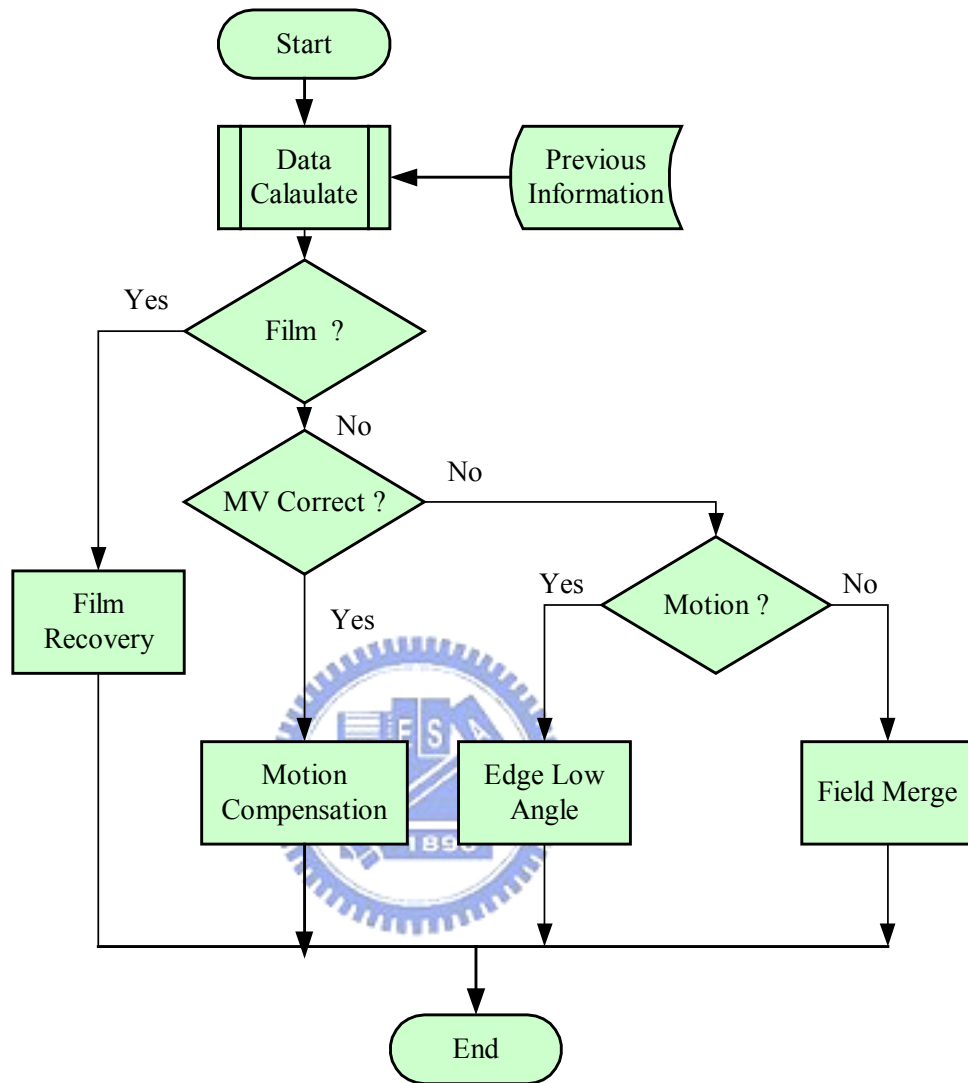 Start
Data
Calaulate
Previous
Information
Yes
Film ?
No
MV Correct ?
No
Yes
Motion ?
No
Film
Recovery
Yes
E S A
Motion
Compensation
Edge Low
Angle
Field Merge
1896
End